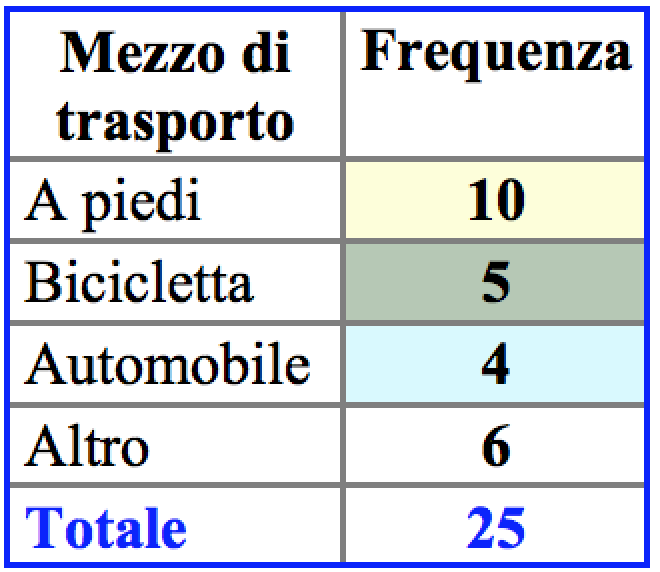 Mezzo di
trasporto
Frequenza
A piedi 10
Bicicletta 5
Automobile 4
Altro 6
Totale 25